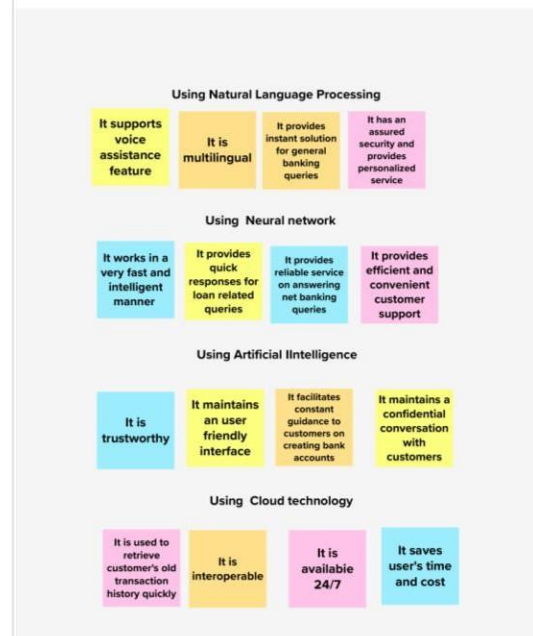 Using Natural Language Processing
It supports
voice
assistance
feature
It is
multilingual
It provides
instant solution
for general
banking
queries
It has an
assured
security and
provides
personalized
service
Using Neural network
It works in a
very fast and
intelligent
manner
It provides
quick
responses for
loan related
queries
It provides
reliable service
on answering
net banking
queries
It provides
efficient and
convenient
customer
support
Using Artificial IIntelligence
It is
trustworthy
It maintains
an user
friendly
interface
It facilitates
constant
guidance to
customers on
creating bank
accounts
It maintains a
confidential
conversation
with
customers
Using Cloud technology
It is used to
retrieve
customer's old
transaction
history quickly
It is
interoperable
It is
available
24/7
It saves
user's time
and cost